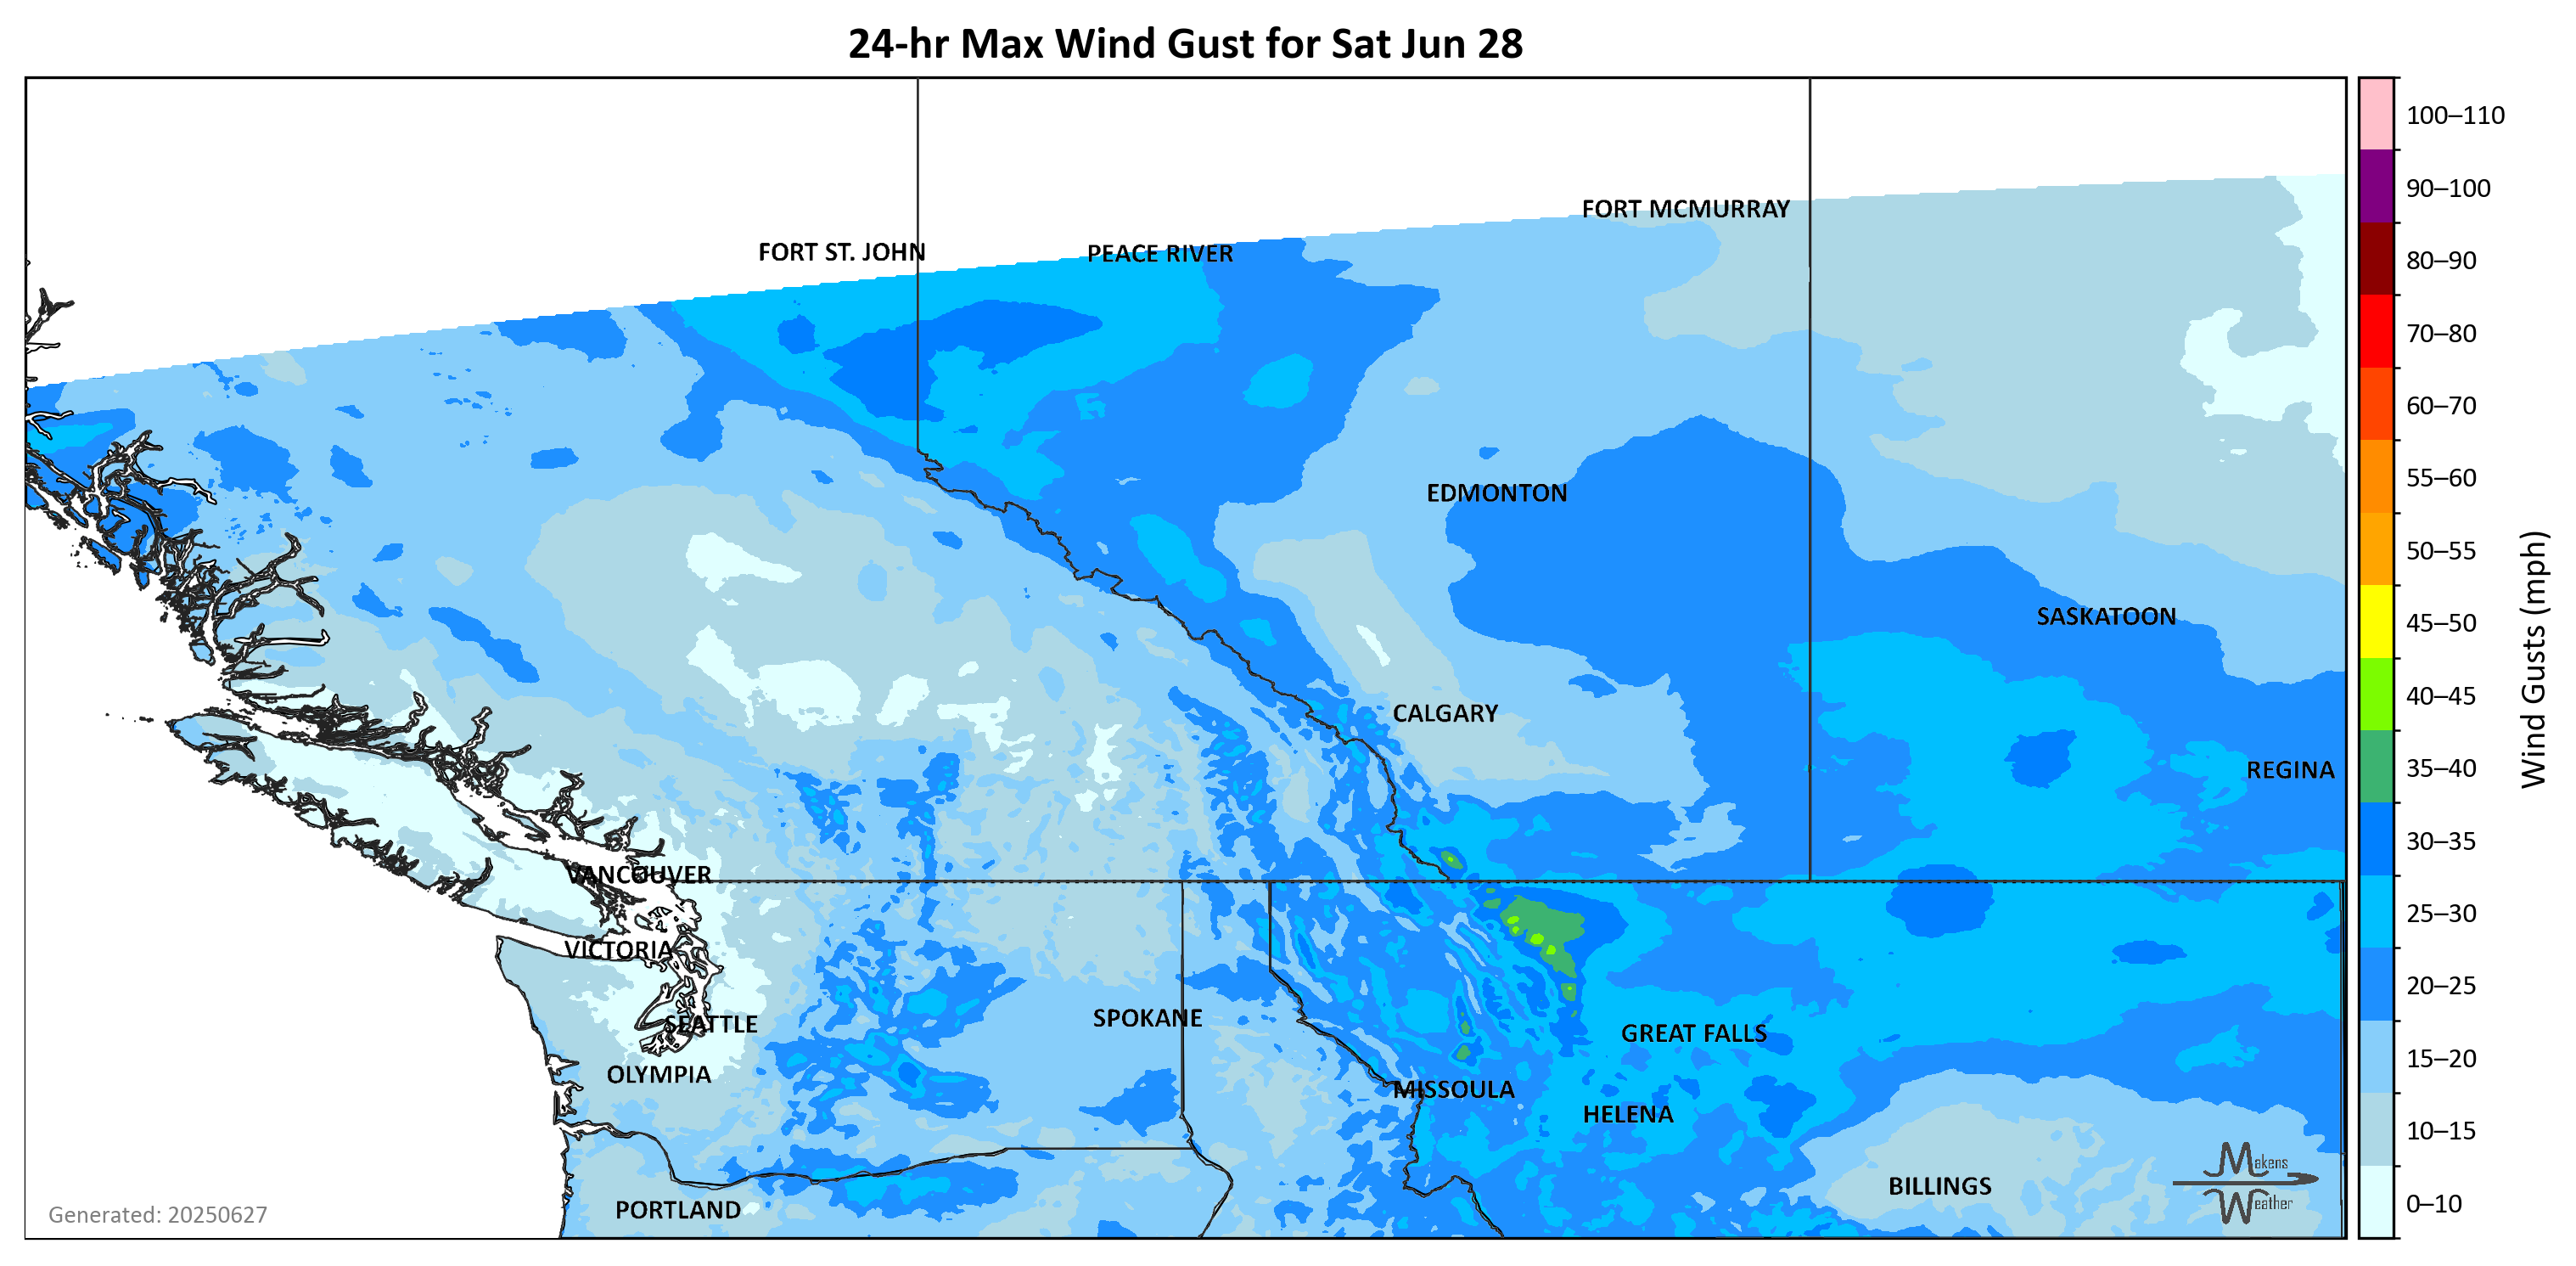 24-hr Max Wind Gust for Sat Jun 28
100–110
90–100
80–90
70–80
60–70
55–60
50–55
45–50
40–45
35–40
30–35
25–30
20–25
15–20
10–15
0–10
Wind Gusts (mph)
FORT MCMURRAY
FORT ST. JOHN
PEACE RIVER
EDMONTON
SASKATOON
CALGARY
REGINA
VANCOUVER
VICTORIA
SPOKANE
SEATTLE
GREAT FALLS
OLYMPIA
MISSOULA
HELENA
BILLINGS
PORTLAND
Makens
Weather
Generated: 20250627